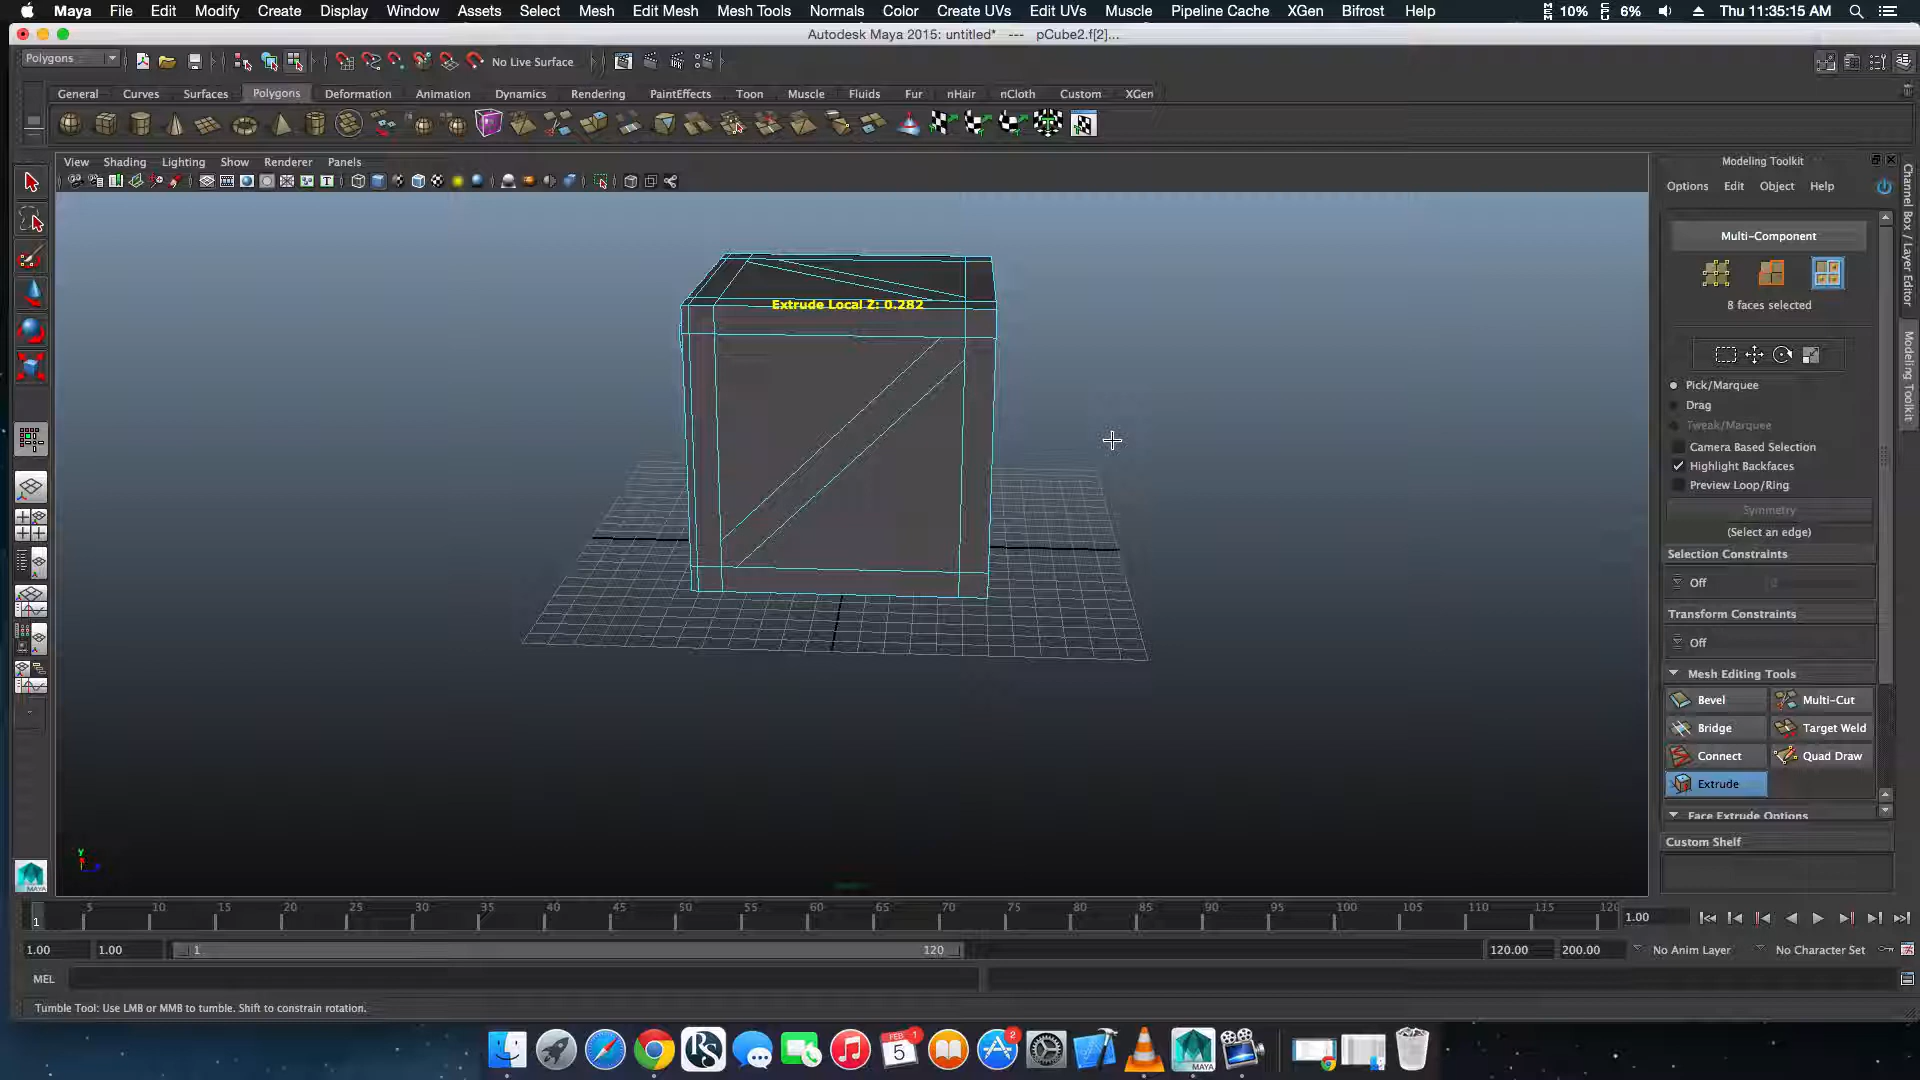 Maya File Edit Modify Create Display Window Assets Select Mesh Edit Mesh Mesh Tools Normals Color Create UVs Edit UVs Muscle Pipeline Cache XGen Bifrost Help 10% 6% Thu 11:35:15 AM
Autodesk Maya 2015: untitled* --- pCube2.f[2]...
Polygons No Live Surface
General Curves Surfaces Polygons Deformation Animation Dynamics Rendering PaintEffects Toon Muscle Fluids Fur nHair nCloth Custom XGen
View Shading Lighting Show Renderer Panels
Extrude Local Z: 0.282
Modeling Toolkit
Options Edit Object Help
Multi-Component
8 faces selected
Pick/Marquee
Drag
Tweak/Marquee
Camera Based Selection
Highlight Backfaces
Preview Loop/Ring
Symmetry
(Select an edge)
Selection Constraints
Off
Transform Constraints
Off
Mesh Editing Tools
Bevel Multi-Cut
Bridge Target Weld
Connect Quad Draw
Extrude
Face Extrude Options
Custom Shelf
Channel Box / Layer Editor
Modeling Toolkit
y
MAYA
1 5 10 15 20 25 30 35 40 45 50 55 60 65 70 75 80 85 90 95 100 105 110 115 120 1.00
1.00 1.00 1 120 120.00 200.00 No Anim Layer No Character Set
MEL
Tumble Tool: Use LMB or MMB to tumble. Shift to constrain rotation.
FEB 5 1 2
MAYA